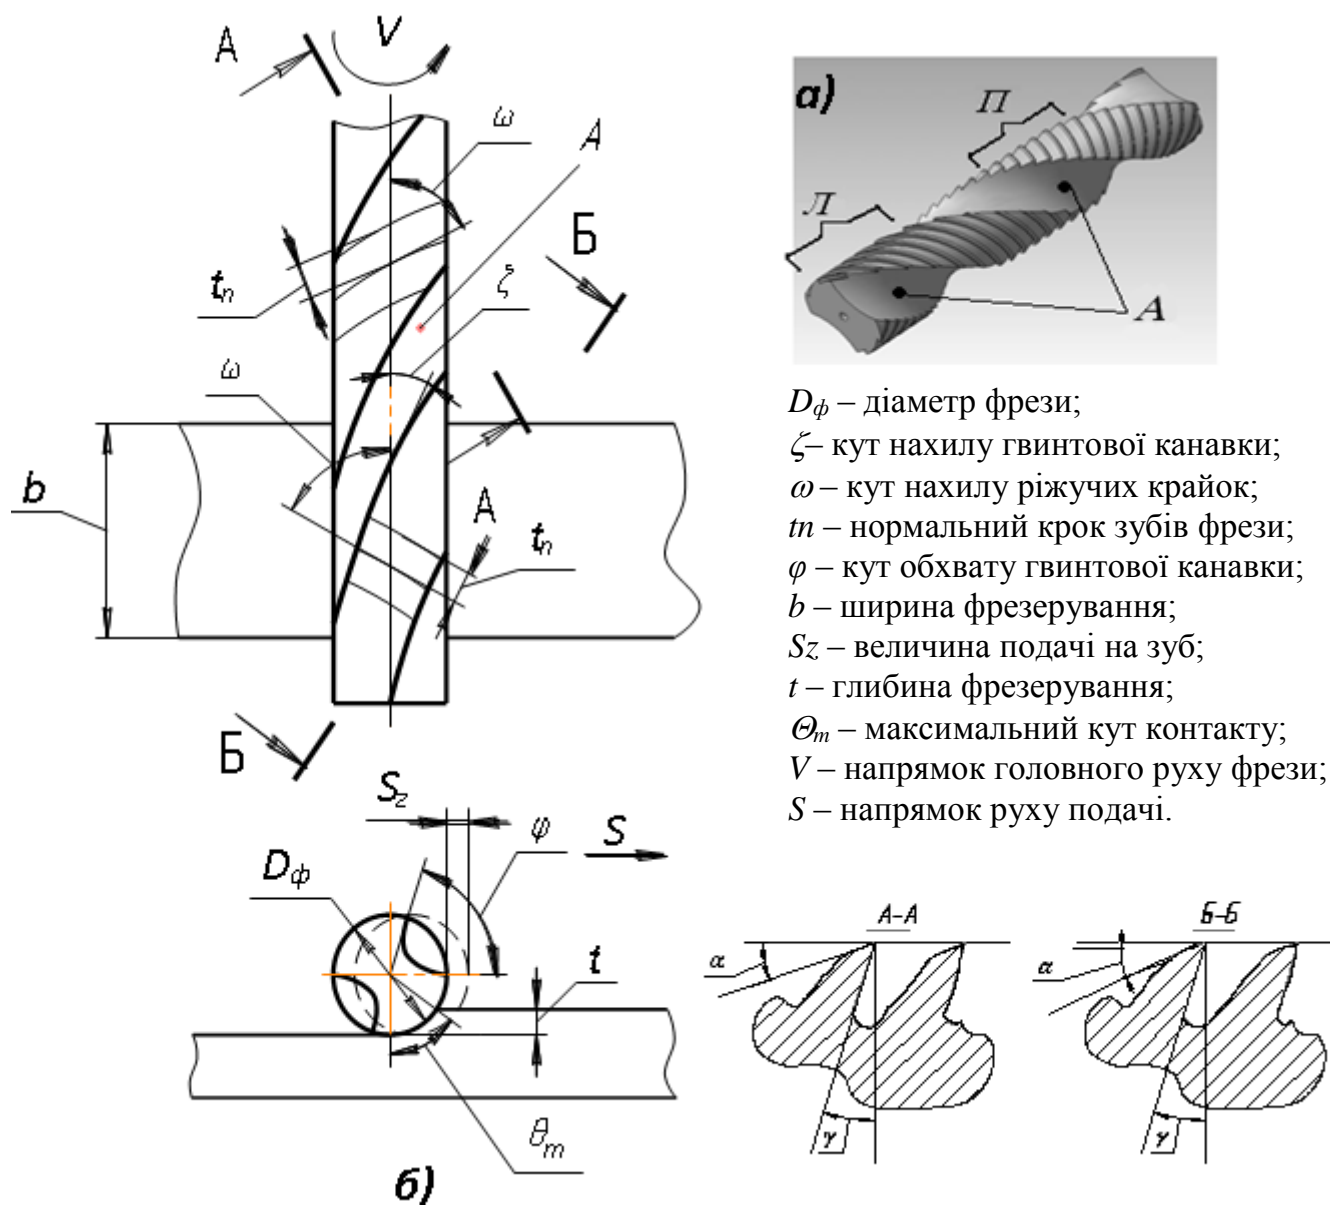 A
V
ω
A
а)
П
Л
A
Б
tn
ζ
ω
b
A
tn
Б
Dф – діаметр фрези;
ζ– кут нахилу гвинтової канавки;
ω – кут нахилу ріжучих крайок;
tn – нормальний крок зубів фрези;
φ – кут обхвату гвинтової канавки;
b – ширина фрезерування;
Sz – величина подачі на зуб;
t – глибина фрезерування;
Θm – максимальний кут контакту;
V – напрямок головного руху фрези;
S – напрямок руху подачі.
Sz
φ
S
Dф
t
θm
б)
А-А
α
γ
Б-Б
α
γ